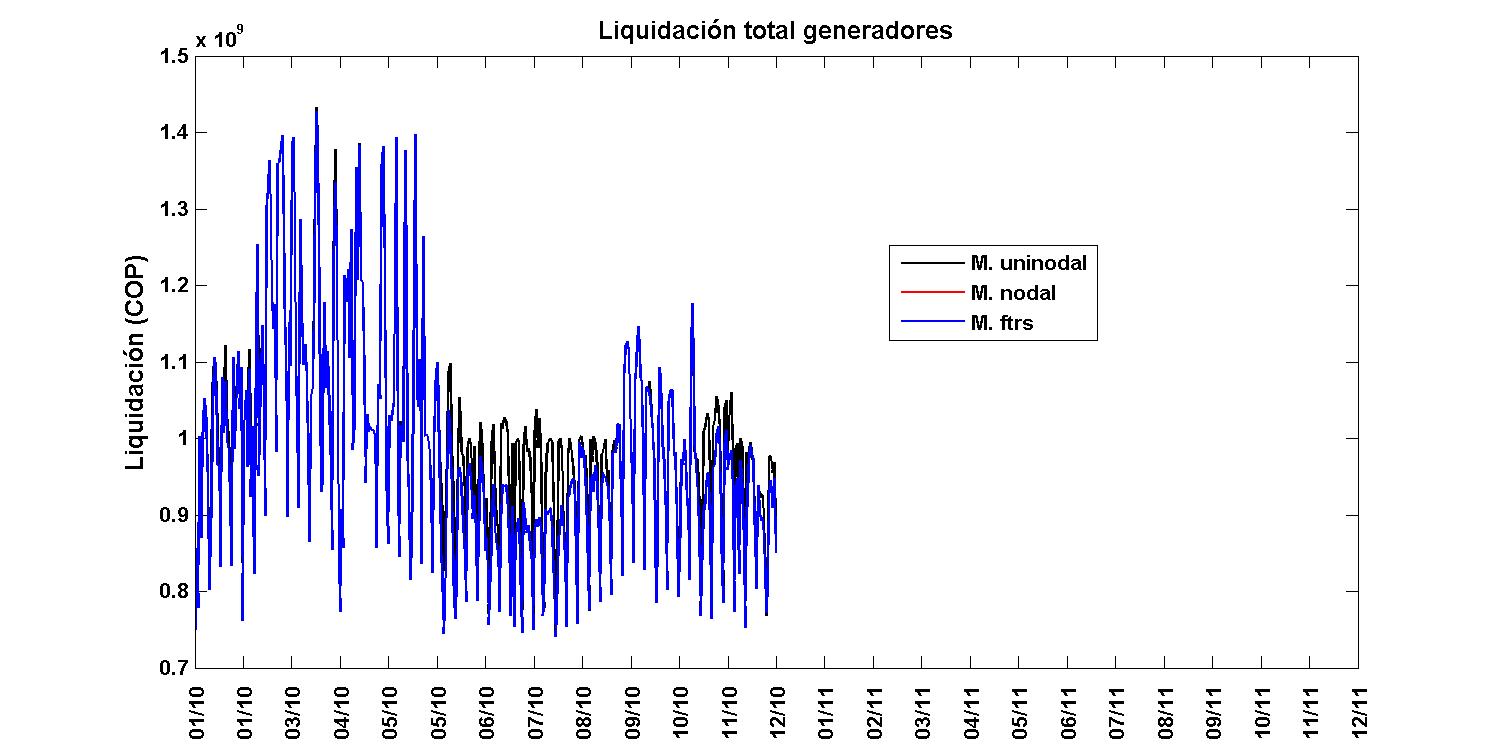 Liquidación total generadores
x 10^9
Liquidación (COP)
1.5
1.4
1.3
1.2
1.1
1
0.9
0.8
0.7
M. uninodal
M. nodal
M. ftrs
01/10 01/10 03/10 04/10 05/10 05/10 06/10 07/10 09/10 10/10 11/10 12/10 01/11 02/11 03/11 04/11 05/11 06/11 07/11 08/11 09/11 10/11 11/11 12/11